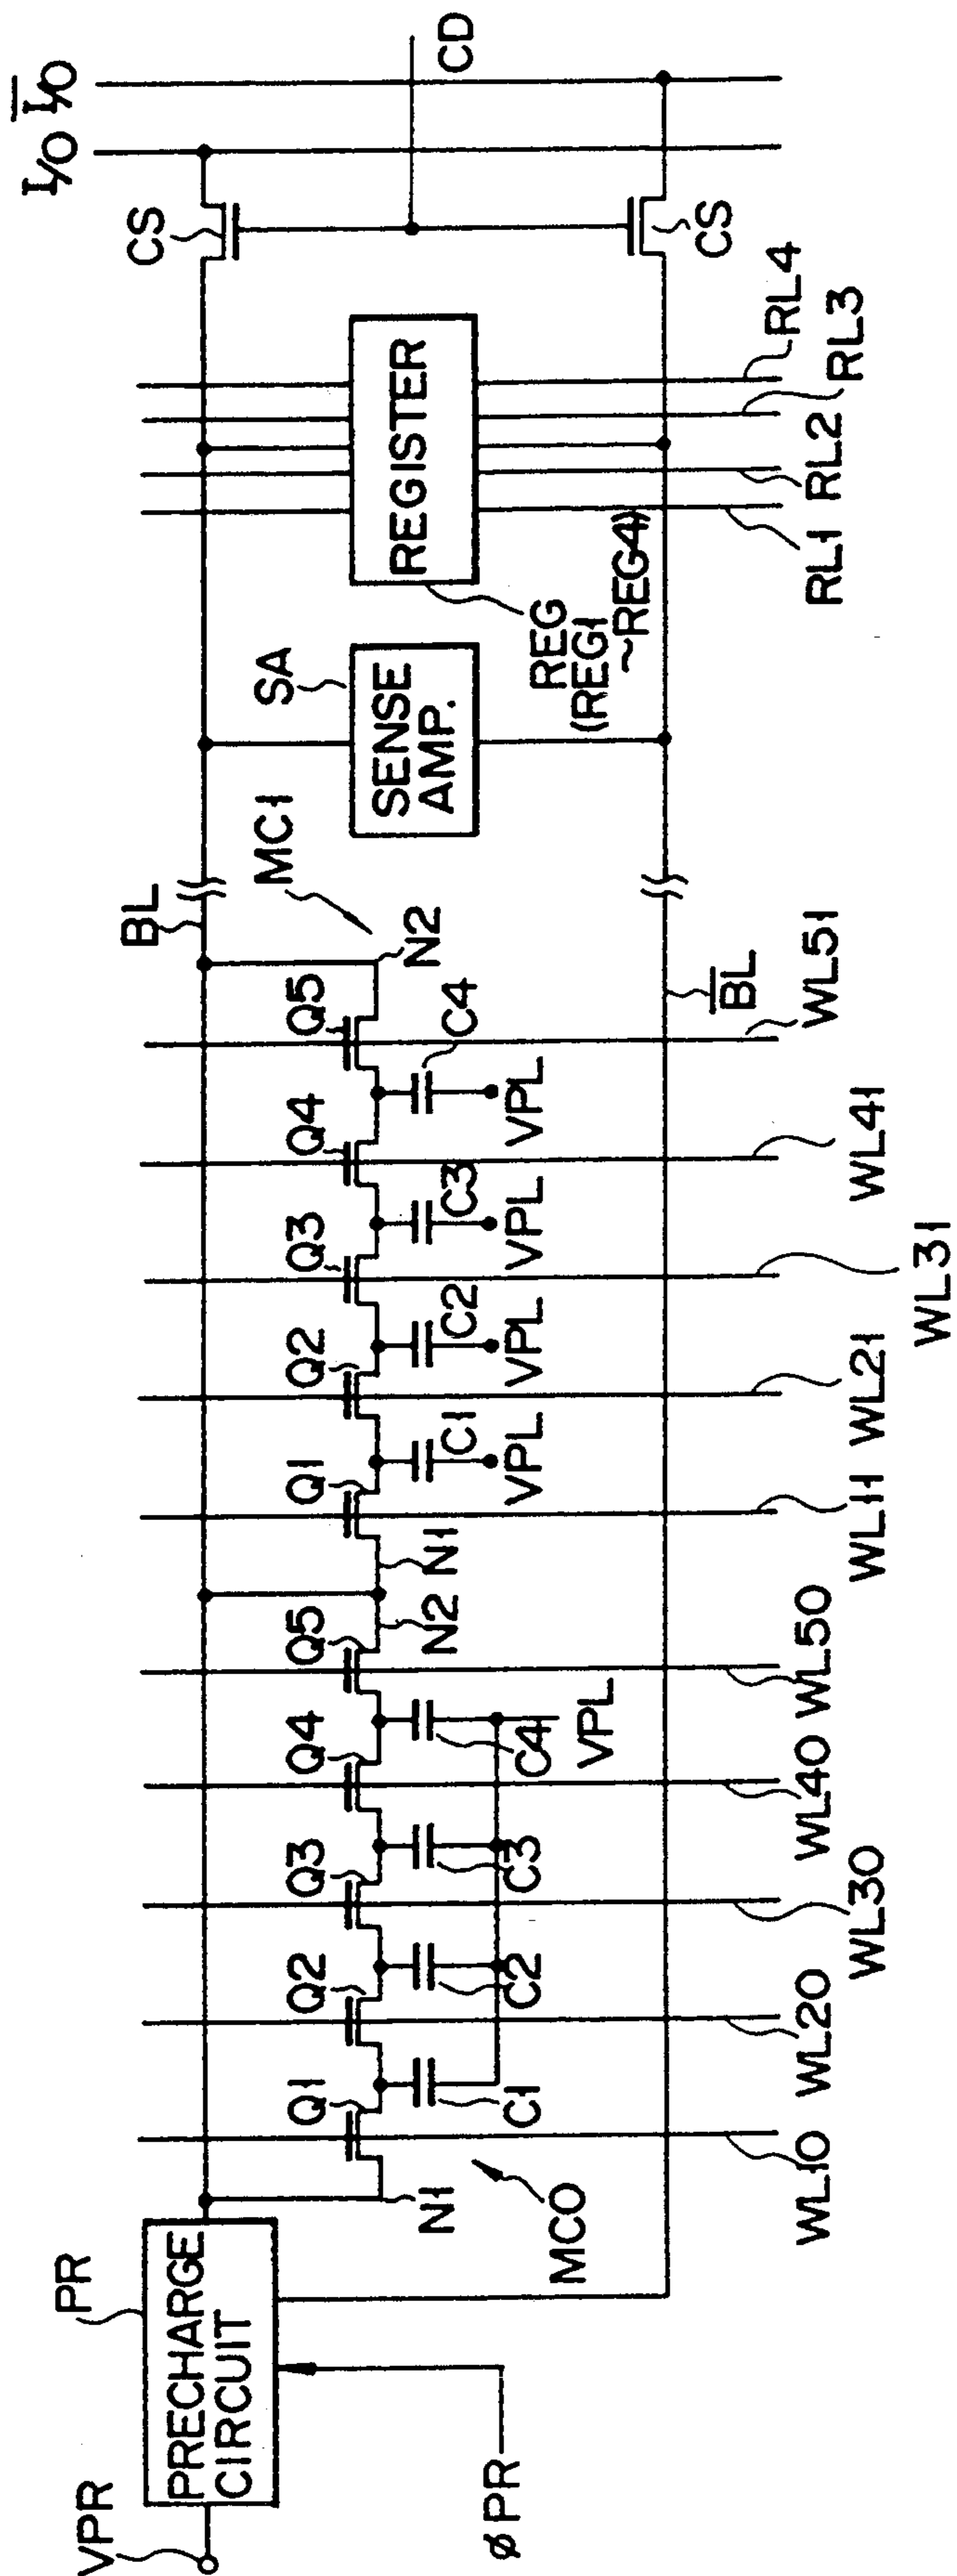 I/O I̅/̅O̅
VPR
PR
BL
CS
CD
PRECHARGE
CIRCUIT
SA
MC1
Q1 Q2 Q3 Q4 Q5 Q1 Q2 Q3 Q4 Q5
SENSE
AMP.
REGISTER
N1
N2 N1
N2
C1 C2 C3 C4
C1 C2 C3 C4
VPL VPL VPL VPL
VPL
øPR
MC0
REG
(REG1
~REG4)
CS
B̅L̅
WL10 WL20 WL30 WL40 WL50 WL11 WL21 WL31 WL41 WL51
RL1 RL2 RL3 RL4